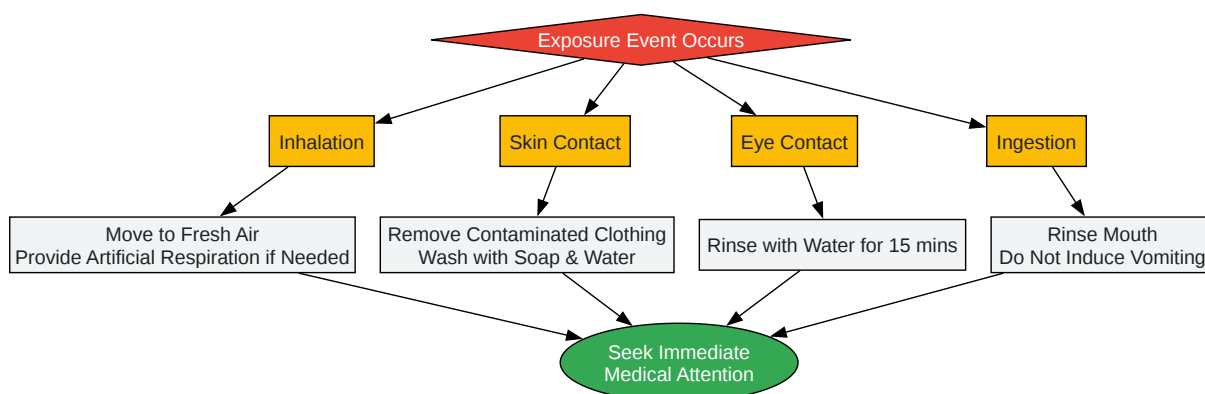 Exposure Event Occurs
Inhalation
Skin Contact
Eye Contact
Ingestion
Move to Fresh Air
Provide Artificial Respiration if Needed
Remove Contaminated Clothing
Wash with Soap & Water
Rinse with Water for 15 mins
Rinse Mouth
Do Not Induce Vomiting
Seek Immediate
Medical Attention